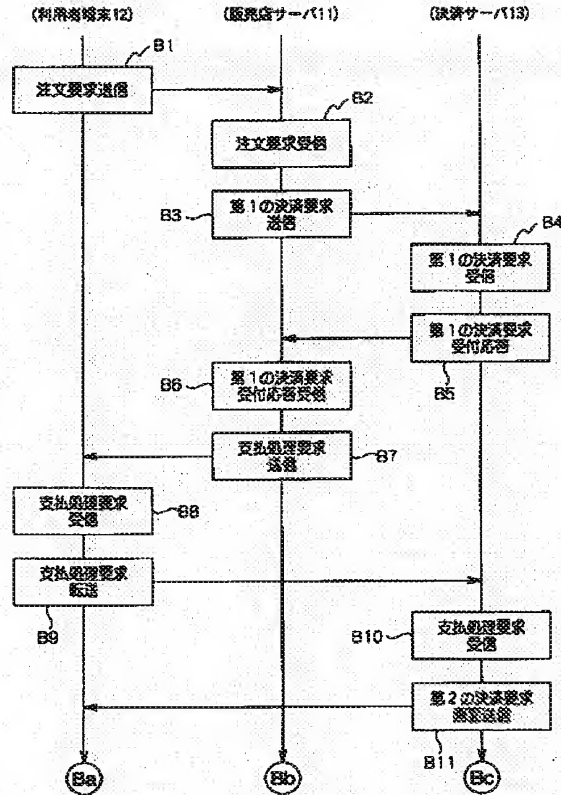 (利用者端末12)
(販売店サーバ11)
(決済サーバ13)
B1
注文要求送信
B2
注文要求受信
B3
第1の決済要求
送信
B4
第1の決済要求
受信
第1の決済要求
受付応答
B5
B6
第1の決済要求
受付応答受信
支払処理要求
送信
B7
支払処理要求
受信
B8
支払処理要求
転送
B9
B10
支払処理要求
受信
第2の決済要求
画面送信
B11
Ba
Bb
Bc